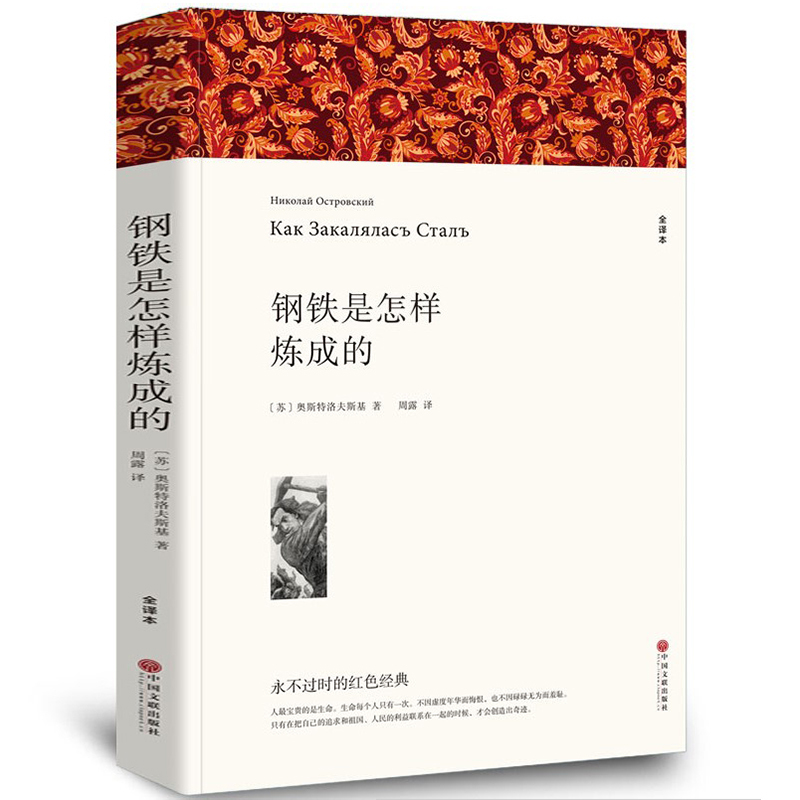 Николай Островский
Как Закалялась Сталь
全译本
钢铁是怎样
炼成的
〔苏〕奥斯特洛夫斯基 著 周露 译
永不过时的红色经典
人最宝贵的是生命。生命每个人只有一次。不因虚度年华而悔恨、也不因碌碌无为而羞耻。
只有在把自己的追求和祖国、人民的利益联系在一起的时候、才会创造出奇迹。
中国文联出版社
钢铁是怎样炼成的
〔苏〕奥斯特洛夫斯基 著
周露 译
全译本
中国文联出版社